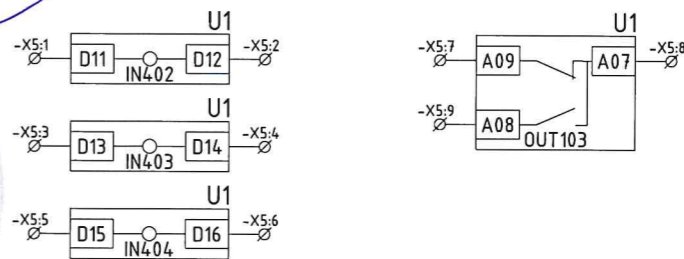 U1
-X5:1 D11 D12 -X5:2
IN402
U1
-X5:3 D13 D14 -X5:4
IN403
U1
-X5:5 D15 D16 -X5:6
IN404
U1
-X5:7 A09 A07 -X5:8
-X5:9 A08
OUT103